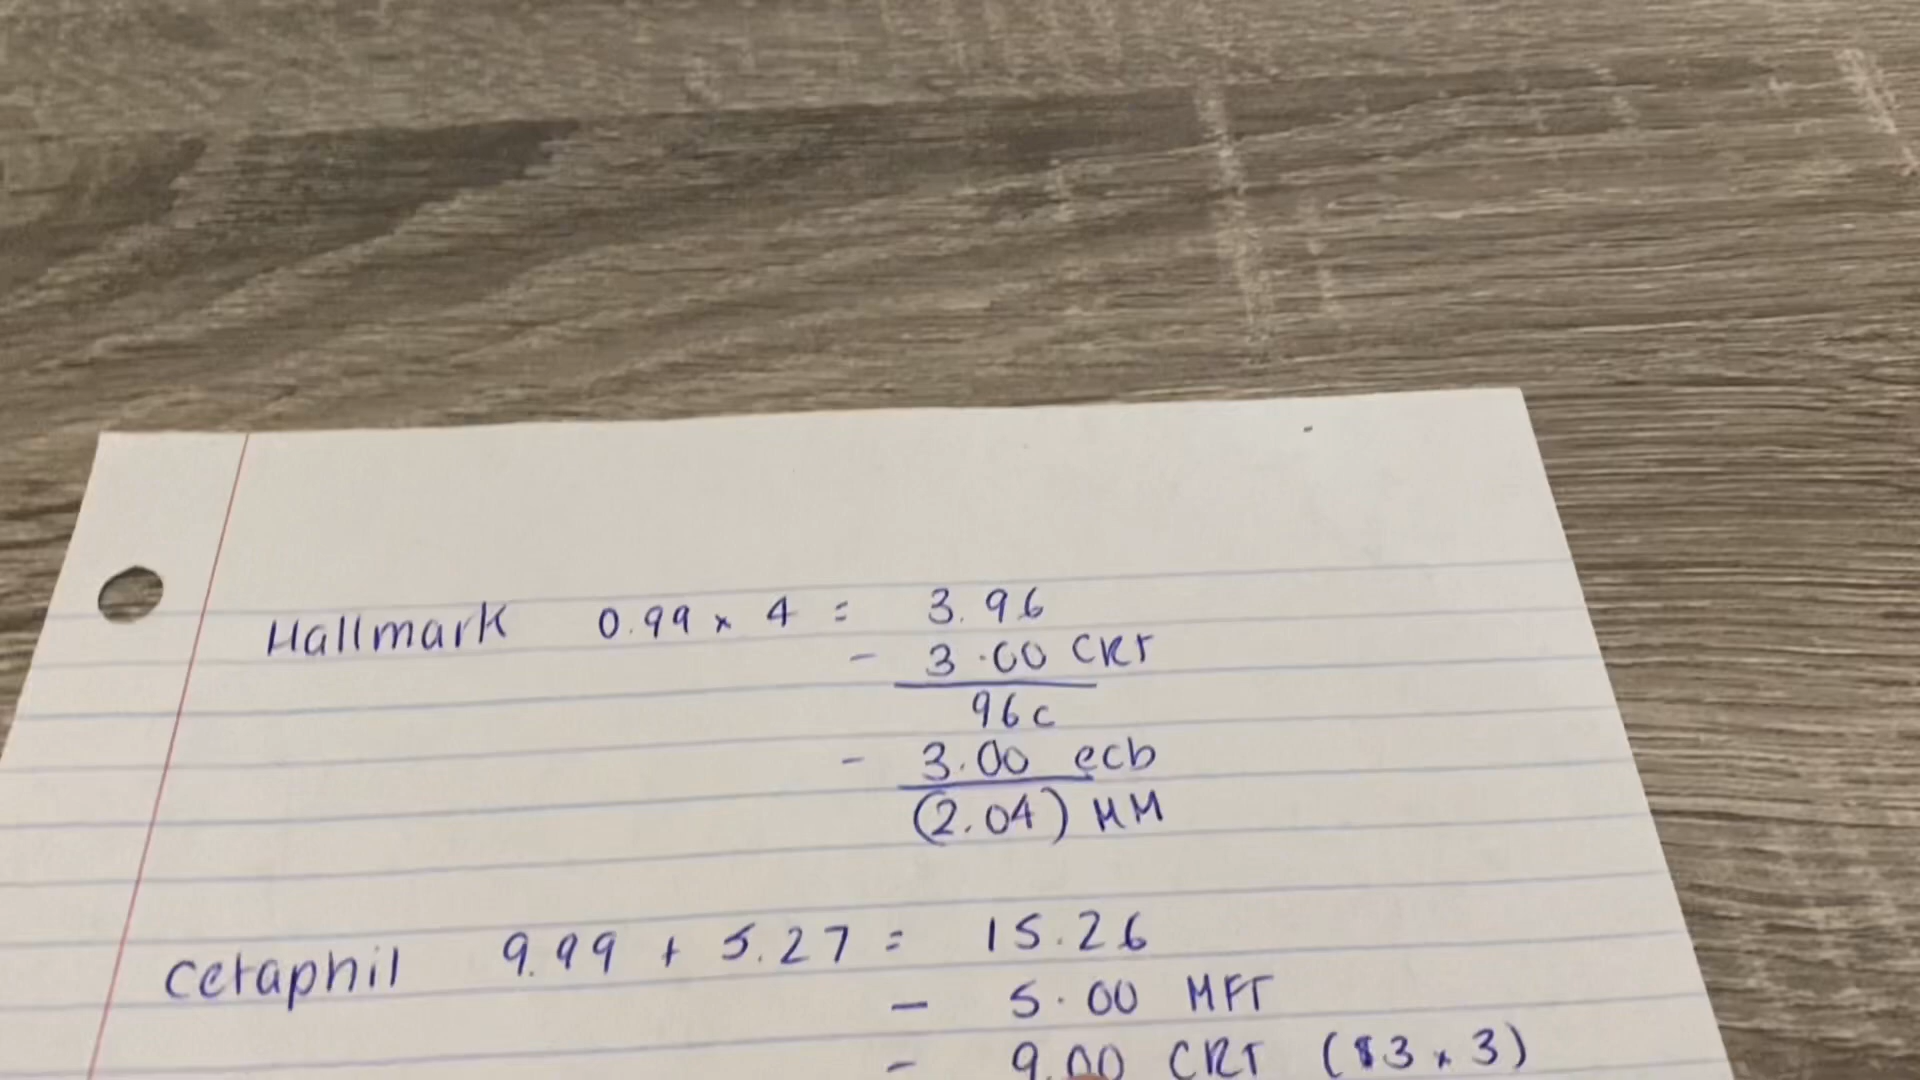 Hallmark 0.99 x 4 = 3.96
- 3.00 CRT
96c
- 3.00 ecb
(2.04) MM
Cetaphil 9.99 + 5.27 = 15.26
- 5.00 MFT
- 9.00 CRT ($3 x 3)